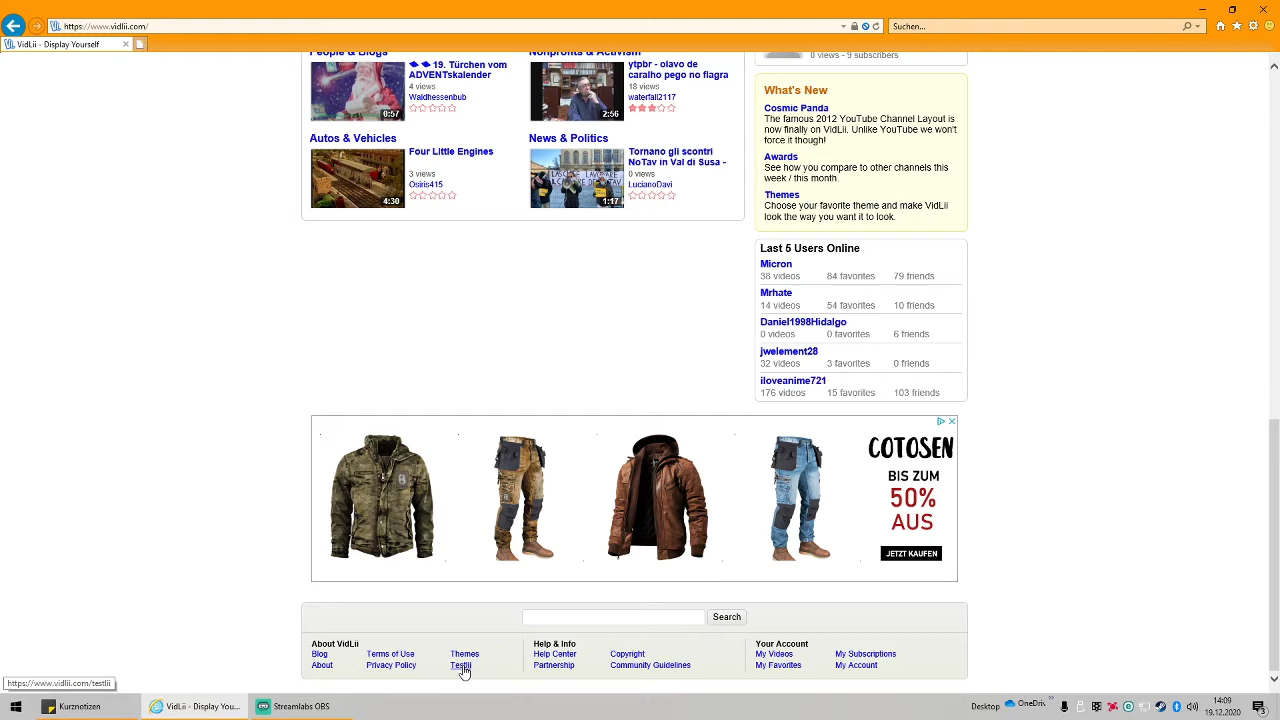 https://www.vidlii.com/
Suchen...
VidLii - Display Yourself
People & Blogs
19. Türchen vom
ADVENTskalender
4 views
Waldhessenbub
0:57
Nonprofits & Activism
ytpbr - olavo de
caralho pego no flagra
18 views
waterfall2117
2:56
Autos & Vehicles
Four Little Engines
3 views
Osiris415
4:30
News & Politics
Tornano gli scontri
NoTav in Val di Susa -
0 views
LucianoDavi
1:17
0 views - 9 subscribers
What's New
Cosmic Panda
The famous 2012 YouTube Channel Layout is
now finally on VidLii. Unlike YouTube we won't
force it though!
Awards
See how you compare to other channels this
week / this month.
Themes
Choose your favorite theme and make VidLii
look the way you want it to look.
Last 5 Users Online
Micron
38 videos 84 favorites 79 friends
Mrhate
14 videos 54 favorites 10 friends
Daniel1998Hidalgo
0 videos 0 favorites 6 friends
jwelement28
32 videos 3 favorites 0 friends
iloveanime721
176 videos 15 favorites 103 friends
COTOSEN
BIS ZUM
50%
AUS
JETZT KAUFEN
Search
About VidLii
Blog Terms of Use Themes
About Privacy Policy Testlii
Help & Info
Help Center Copyright
Partnership Community Guidelines
Your Account
My Videos My Subscriptions
My Favorites My Account
https://www.vidlii.com/testlii
Kurznotizen
VidLii - Display You...
Streamlabs OBS
Desktop
OneDriv...
14:09
19.12.2020